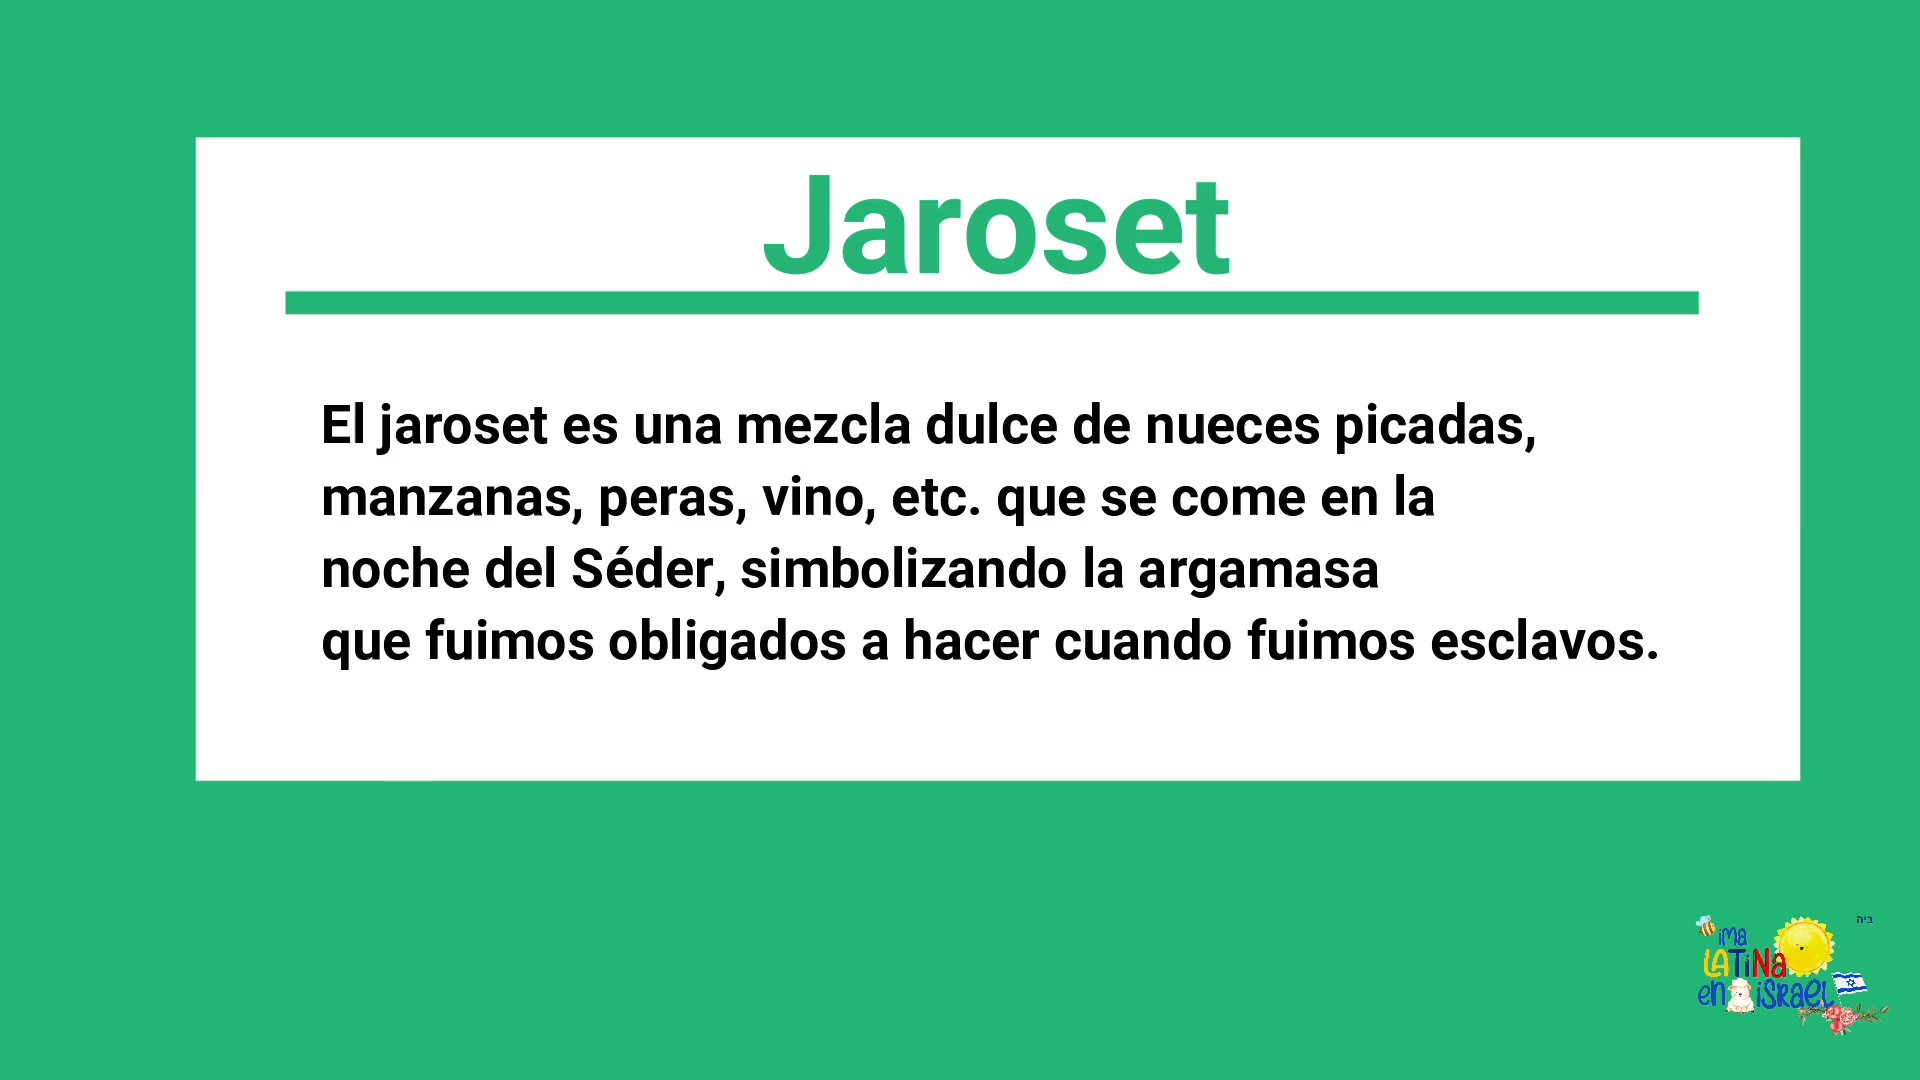 Jaroset
El jaroset es una mezcla dulce de nueces picadas,
manzanas, peras, vino, etc. que se come en la
noche del Séder, simbolizando la argamasa
que fuimos obligados a hacer cuando fuimos esclavos.
ב״ה
ima
LATiNa
en iSRaeL